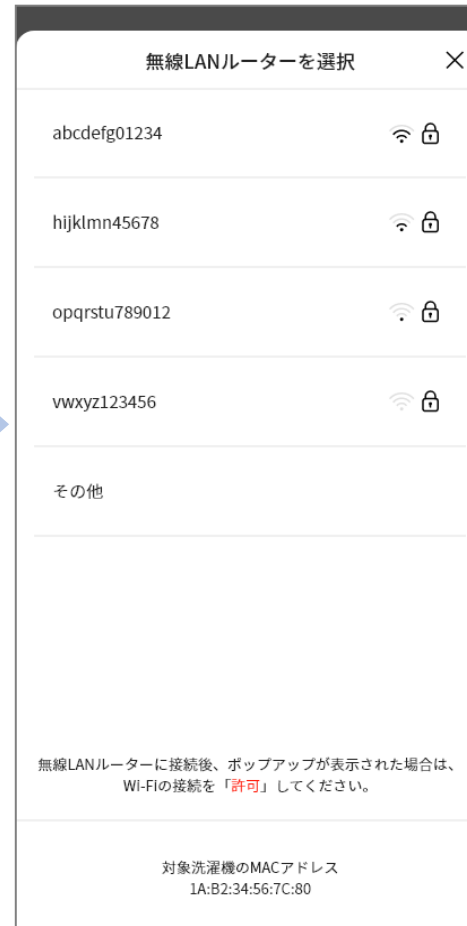 無線LANルーターを選択
abcdefg01234
hijklmn45678
opqrstu789012
vwxyz123456
その他
無線LANルーターに接続後、ポップアップが表示された場合は、
Wi-Fiの接続を「許可」してください。
対象洗濯機のMACアドレス
1A:B2:34:56:7C:80